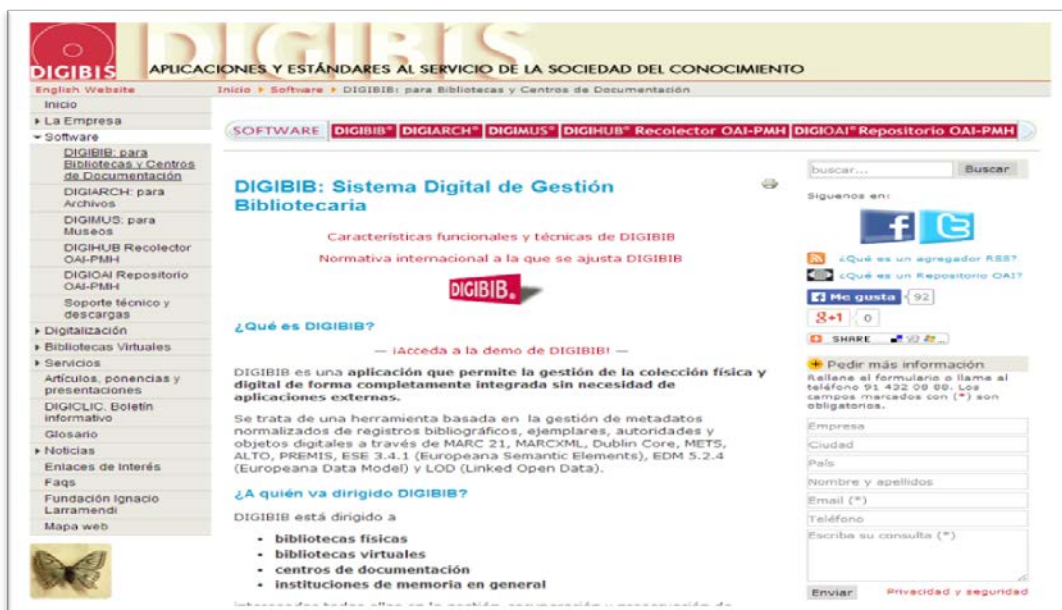 DIGIBIS
DIGIBIS
APLICACIONES Y ESTÁNDARES AL SERVICIO DE LA SOCIEDAD DEL CONOCIMIENTO
English Website
Inicio Software DIGIBIB: para Bibliotecas y Centros de Documentación
Inicio
La Empresa
Software
DIGIBIB: para
Bibliotecas y Centros
de Documentación
DIGIARCH: para
Archivos
DIGIMUS: para
Museos
DIGIHUB Recolector
OAI-PMH
DIGIOAI Repositorio
OAI-PMH
Soporte técnico y
descargas
Digitalización
Bibliotecas Virtuales
Servicios
Artículos, ponencias y
presentaciones
DIGICLIC. Boletín
informativo
Glosario
Noticias
Enlaces de Interés
Faqs
Fundación Ignacio
Larramendi
Mapa web
SOFTWARE DIGIBIB® DIGIARCH® DIGIMUS® DIGIHUB® Recolector OAI-PMH DIGIOAI® Repositorio OAI-PMH
DIGIBIB: Sistema Digital de Gestión
Bibliotecaria
Características funcionales y técnicas de DIGIBIB
Normativa internacional a la que se ajusta DIGIBIB
DIGIBIB®
¿Qué es DIGIBIB?
— ¡Acceda a la demo de DIGIBIB! —
DIGIBIB es una aplicación que permite la gestión de la colección física y
digital de forma completamente integrada sin necesidad de
aplicaciones externas.
Se trata de una herramienta basada en la gestión de metadatos
normalizados de registros bibliográficos, ejemplares, autoridades y
objetos digitales a través de MARC 21, MARCXML, Dublin Core, METS,
ALTO, PREMIS, ESE 3.4.1 (Europeana Semantic Elements), EDM 5.2.4
(Europeana Data Model) y LOD (Linked Open Data).
¿A quién va dirigido DIGIBIB?
DIGIBIB está dirigido a
• bibliotecas físicas
• bibliotecas virtuales
• centros de documentación
• instituciones de memoria en general
buscar... Buscar
Siguenos en:
¿Qué es un agregador RSS?
¿Qué es un Repositorio OAI?
Me gusta 92
+1 0
SHARE
Pedir más información
Rellene el formulario o llame al
teléfono 91 432 08 88. Los
campos marcados con (*) son
obligatorios.
Empresa
Ciudad
País
Nombre y apellidos
Email (*)
Teléfono
Escriba su consulta (*)
Enviar Privacidad y seguridad